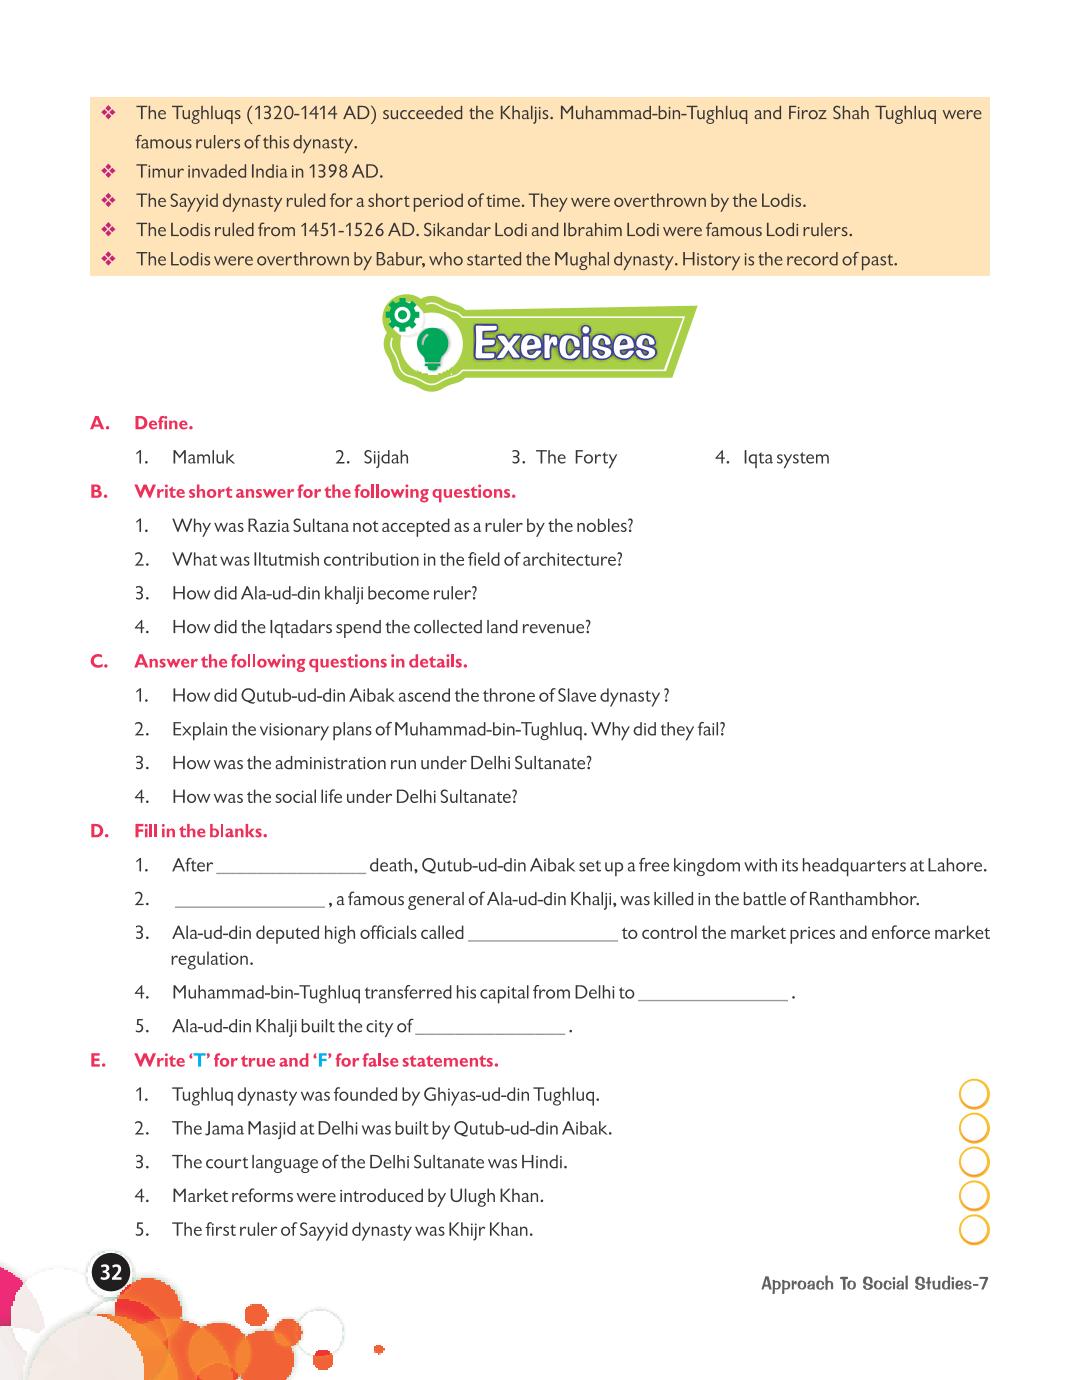 ❖ The Tughluqs (1320-1414 AD) succeeded the Khaljis. Muhammad-bin-Tughluq and Firoz Shah Tughluq were
famous rulers of this dynasty.
❖ Timur invaded India in 1398 AD.
❖ The Sayyid dynasty ruled for a short period of time. They were overthrown by the Lodis.
❖ The Lodis ruled from 1451-1526 AD. Sikandar Lodi and Ibrahim Lodi were famous Lodi rulers.
❖ The Lodis were overthrown by Babur, who started the Mughal dynasty. History is the record of past.
Exercises
A. Define.
1. Mamluk 2. Sijdah 3. The Forty 4. Iqta system
B. Write short answer for the following questions.
1. Why was Razia Sultana not accepted as a ruler by the nobles?
2. What was Iltutmish contribution in the field of architecture?
3. How did Ala-ud-din khalji become ruler?
4. How did the Iqtadars spend the collected land revenue?
C. Answer the following questions in details.
1. How did Qutub-ud-din Aibak ascend the throne of Slave dynasty ?
2. Explain the visionary plans of Muhammad-bin-Tughluq. Why did they fail?
3. How was the administration run under Delhi Sultanate?
4. How was the social life under Delhi Sultanate?
D. Fill in the blanks.
1. After _______________ death, Qutub-ud-din Aibak set up a free kingdom with its headquarters at Lahore.
2. _______________ , a famous general of Ala-ud-din Khalji, was killed in the battle of Ranthambhor.
3. Ala-ud-din deputed high officials called _______________ to control the market prices and enforce market
regulation.
4. Muhammad-bin-Tughluq transferred his capital from Delhi to _______________ .
5. Ala-ud-din Khalji built the city of _______________ .
E. Write ‘T’ for true and ‘F’ for false statements.
1. Tughluq dynasty was founded by Ghiyas-ud-din Tughluq.
2. The Jama Masjid at Delhi was built by Qutub-ud-din Aibak.
3. The court language of the Delhi Sultanate was Hindi.
4. Market reforms were introduced by Ulugh Khan.
5. The first ruler of Sayyid dynasty was Khijr Khan.
32
Approach To Social Studies-7